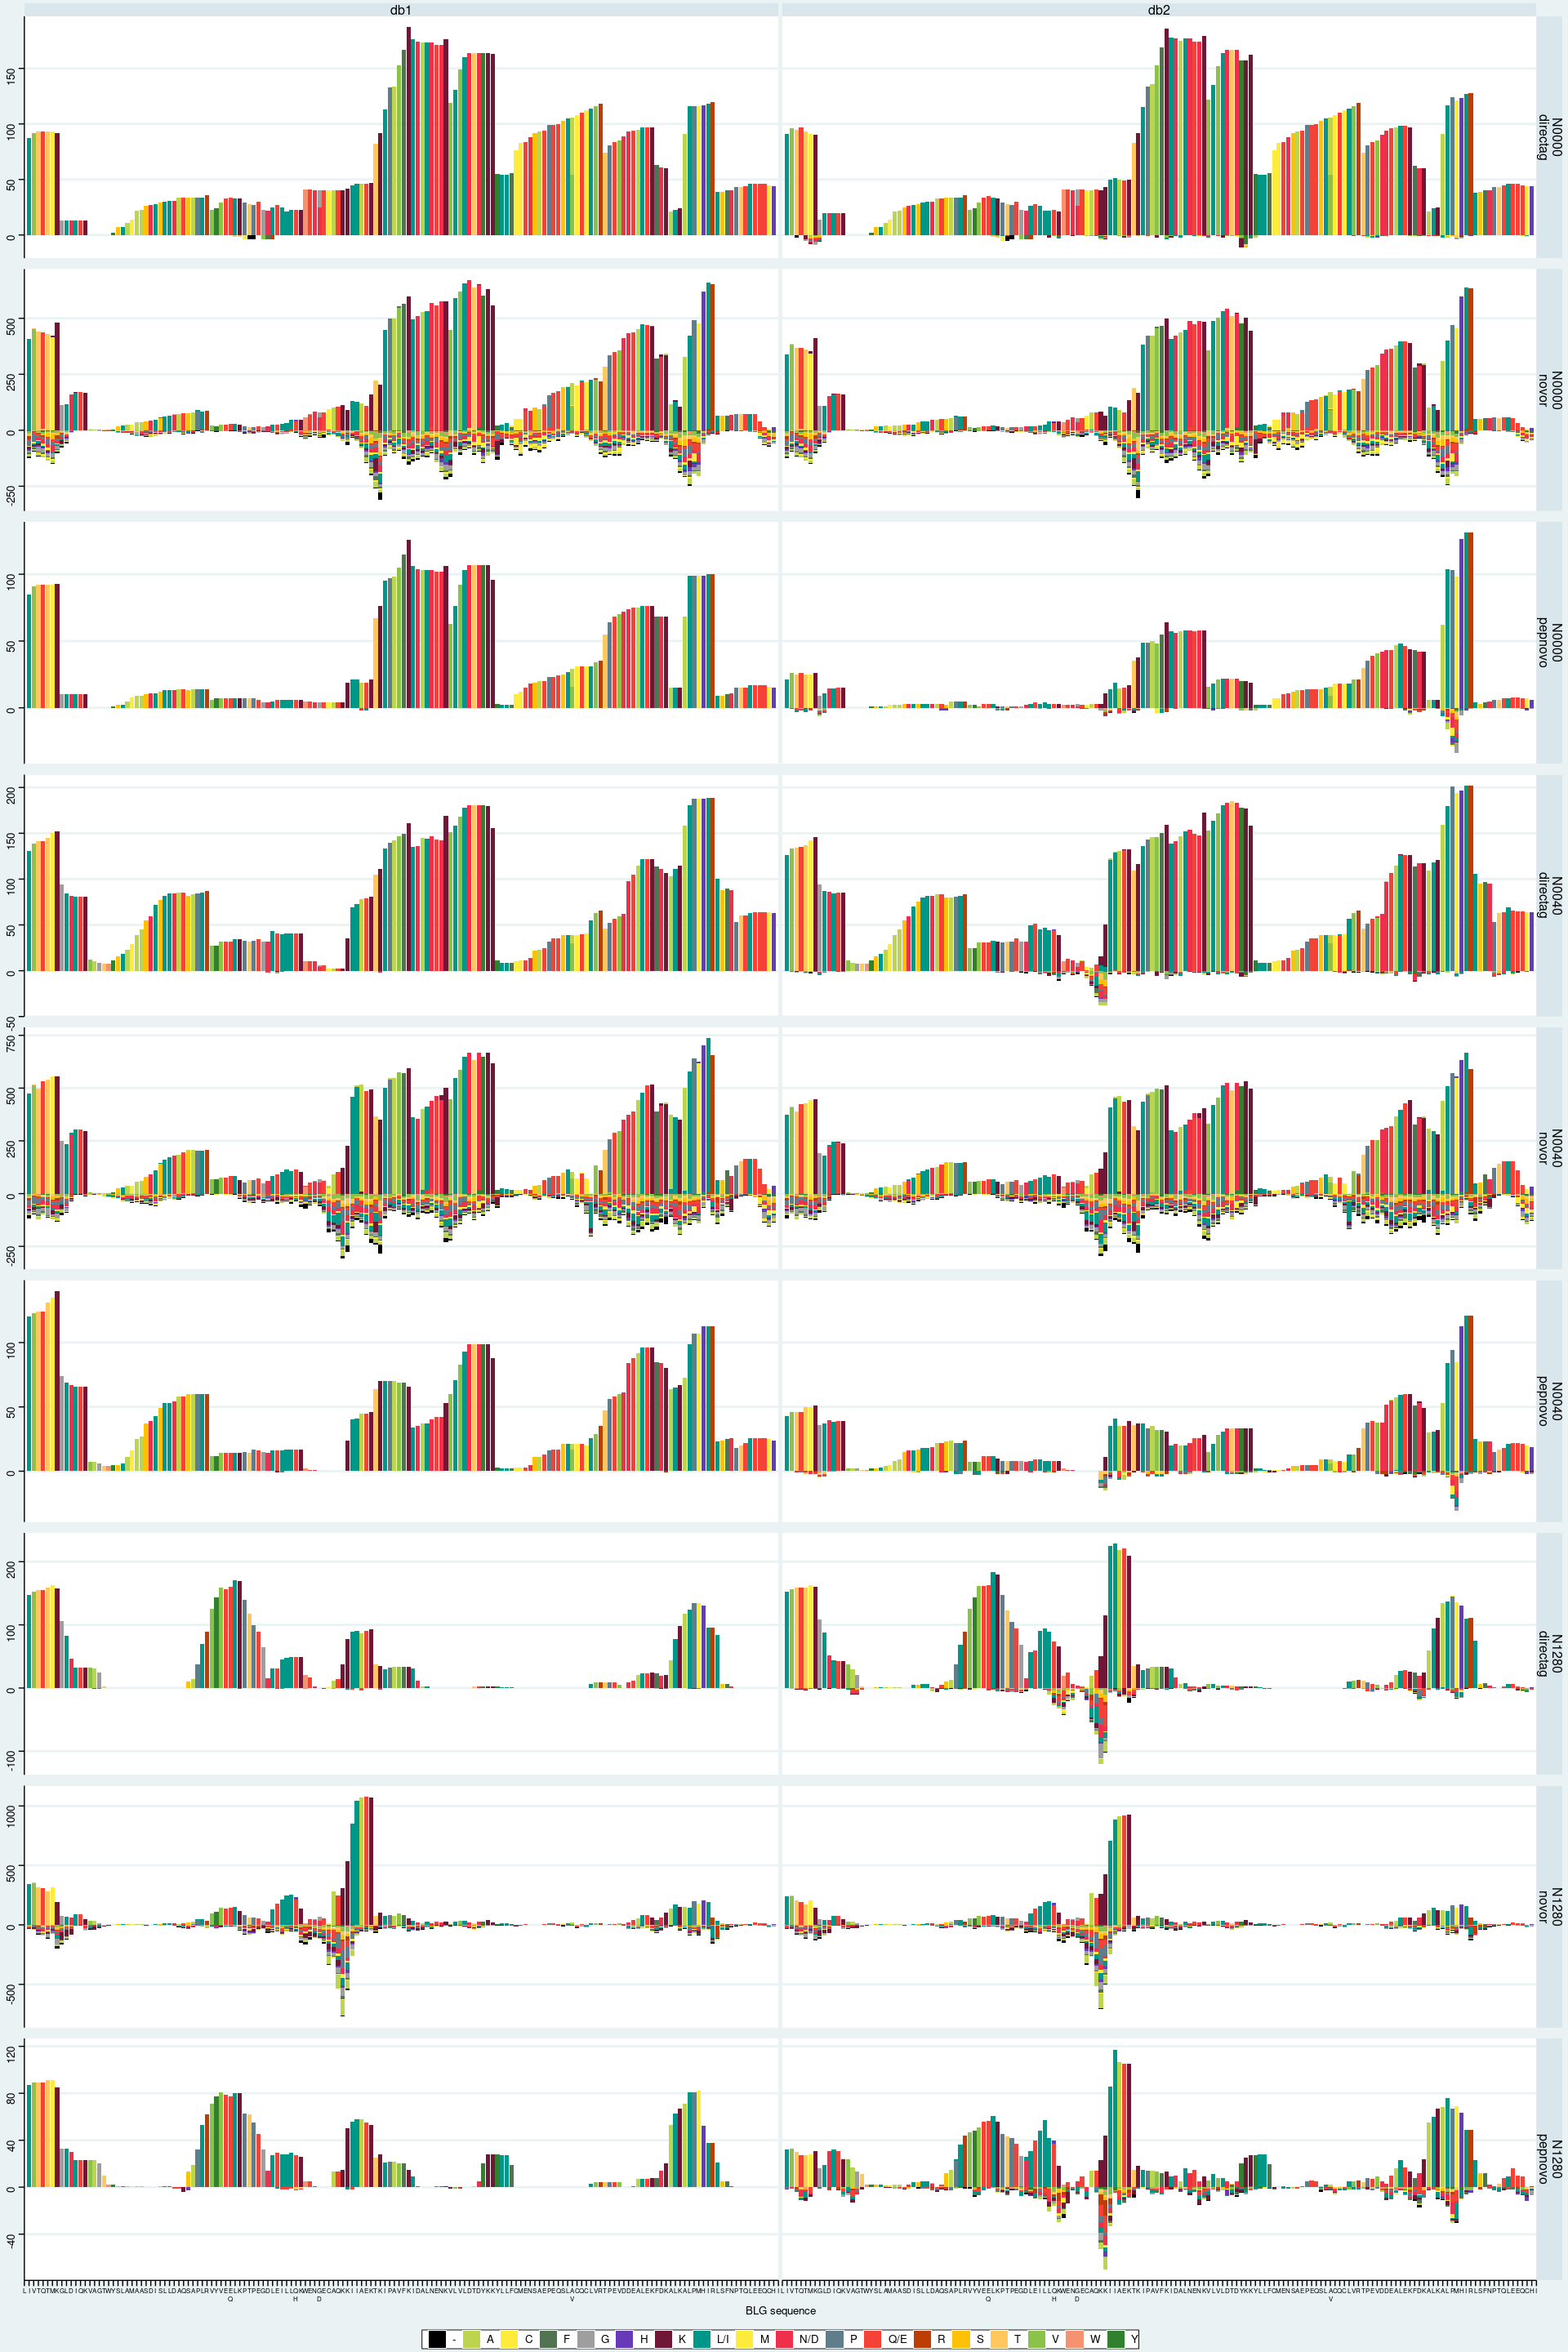 db1 db2
150
100
50
0
N0000
directag
500
250
0
-250
N0000
novor
100
50
0
N0000
pepnovo
200
150
100
50
0
-50
N0040
directag
750
500
250
0
-250
N0040
novor
100
50
0
N0040
pepnovo
200
100
0
-100
N1280
directag
1000
500
0
-500
N1280
novor
120
80
40
0
-40
N1280
pepnovo
LIVTQTMKGLDIQKVAGTWYSLAMAASDISLLDAQSAPLRVYVEELKPTPEGDLEILLQKWENGECAQKKIIAEKTKIPAVFKIDALNENKVLVLDTDYKKYLLFCMENSAEPEQSLACQCLVRTPEVDDEALEKFDKALKALPMHIRLSFNPTQLEEQCHI LIVTQTMKGLDIQKVAGTWYSLAMAASDISLLDAQSAPLRVYVEELKPTPEGDLEILLQKWENGECAQKKIIAEKTKIPAVFKIDALNENKVLVLDTDYKKYLLFCMENSAEPEQSLACQCLVRTPEVDDEALEKFDKALKALPMHIRLSFNPTQLEEQCHI
Q H D V Q H D V
BLG sequence
- A C F G H K L/I M N/D P Q/E R S T V W Y